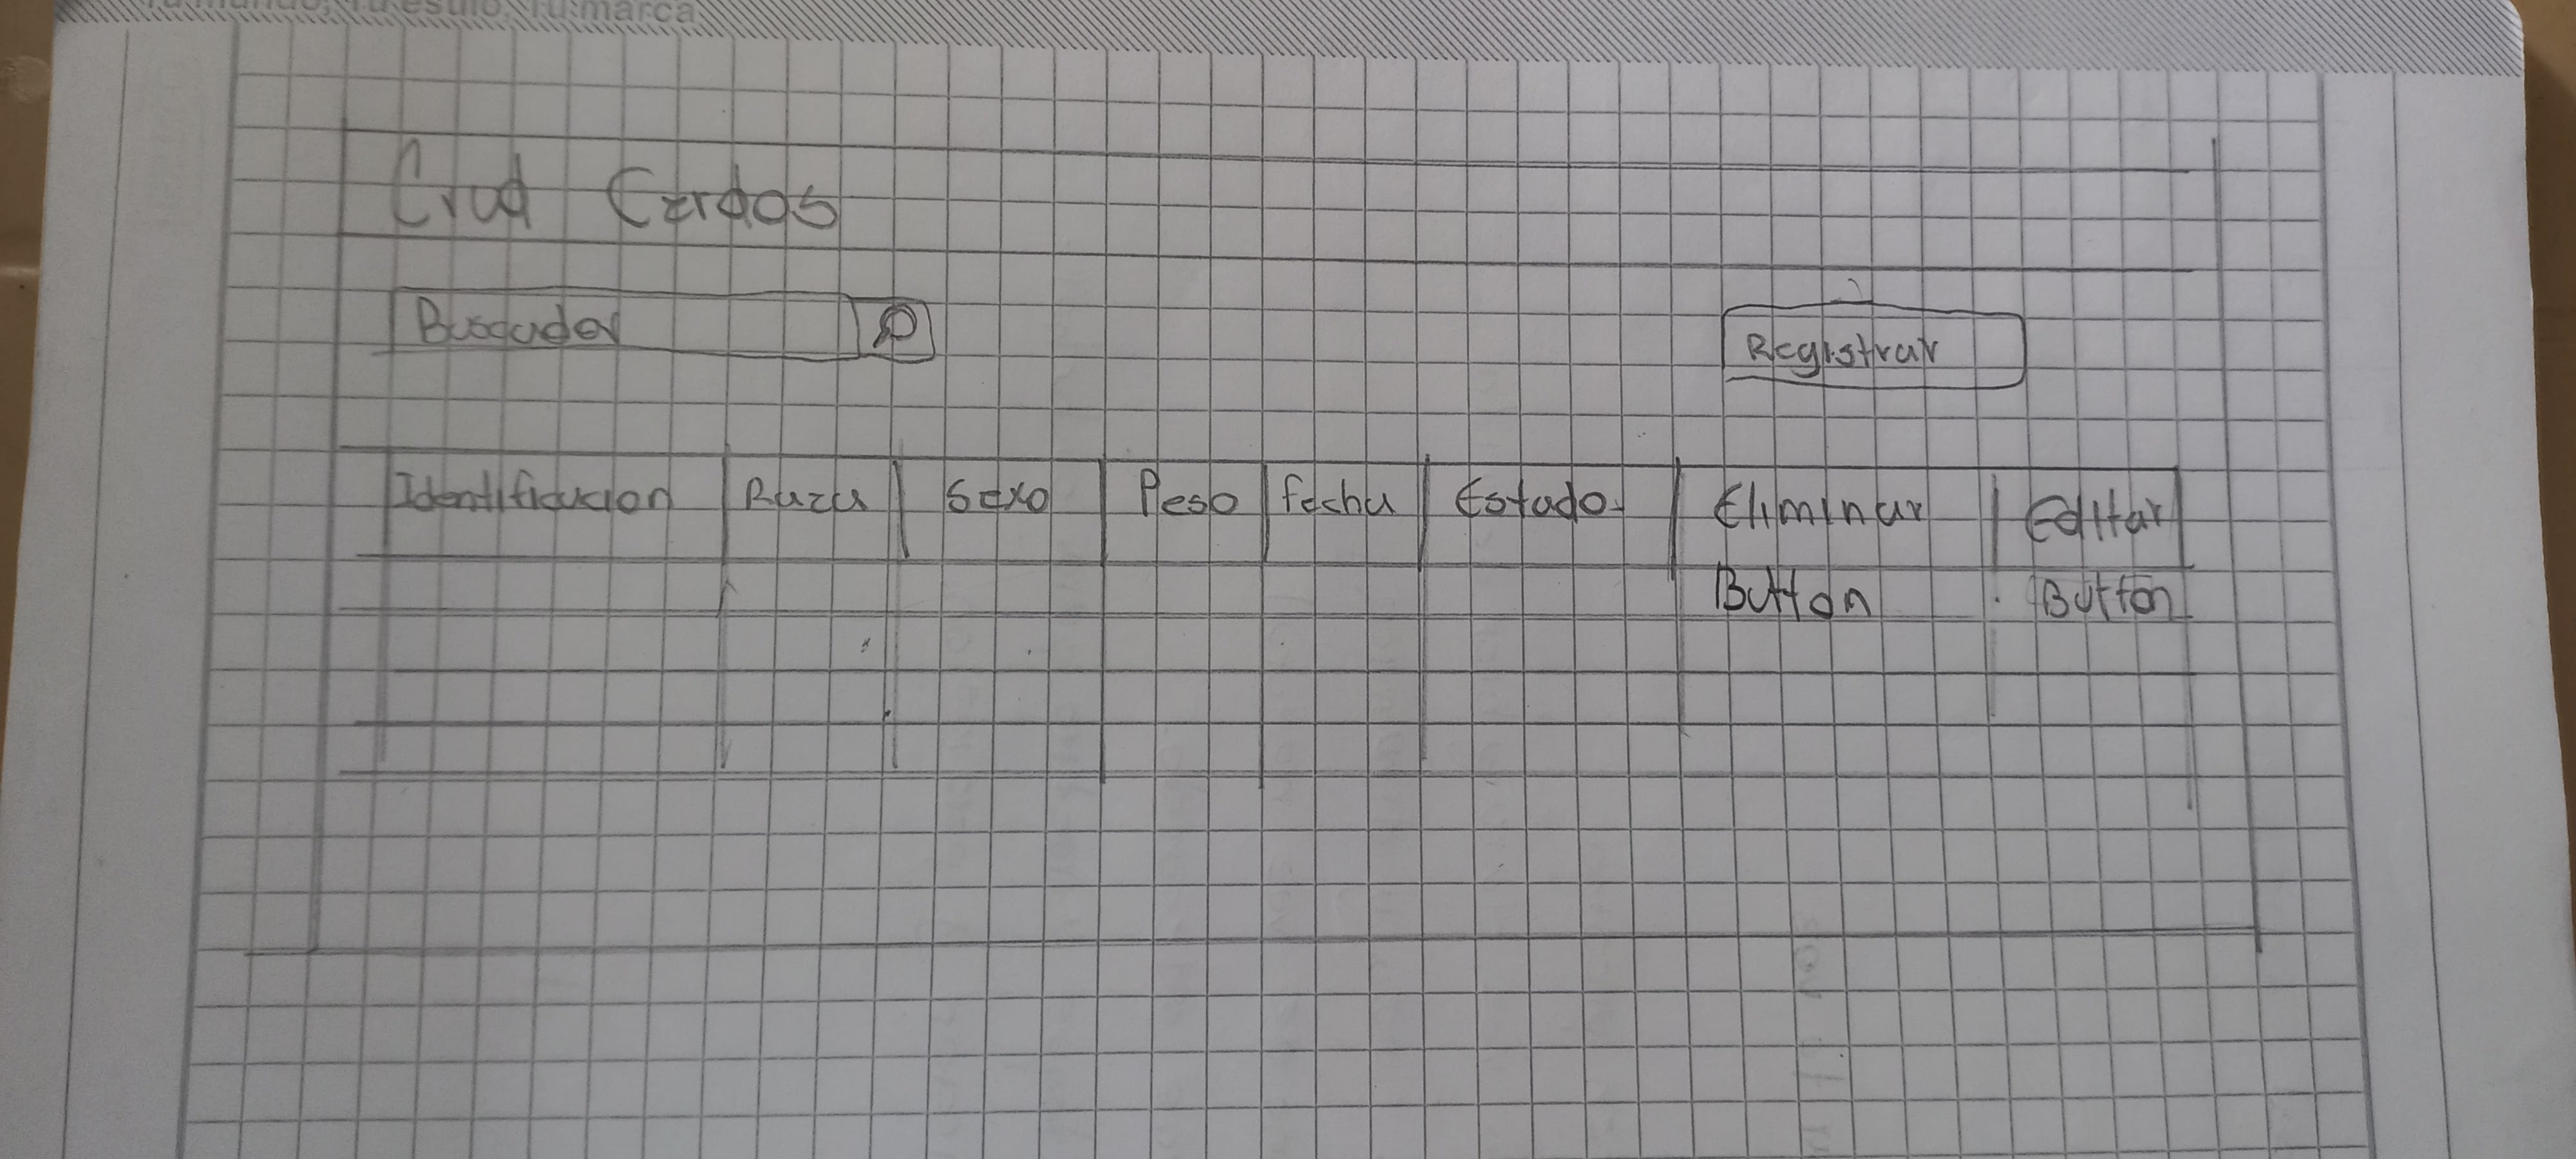 Tu mundo, Tu estilo, Tu marca.
Crud Cerdos
Buscador
Registrar
Identificacion Raza Sexo Peso fecha Estado Eliminar Editar
Button Button